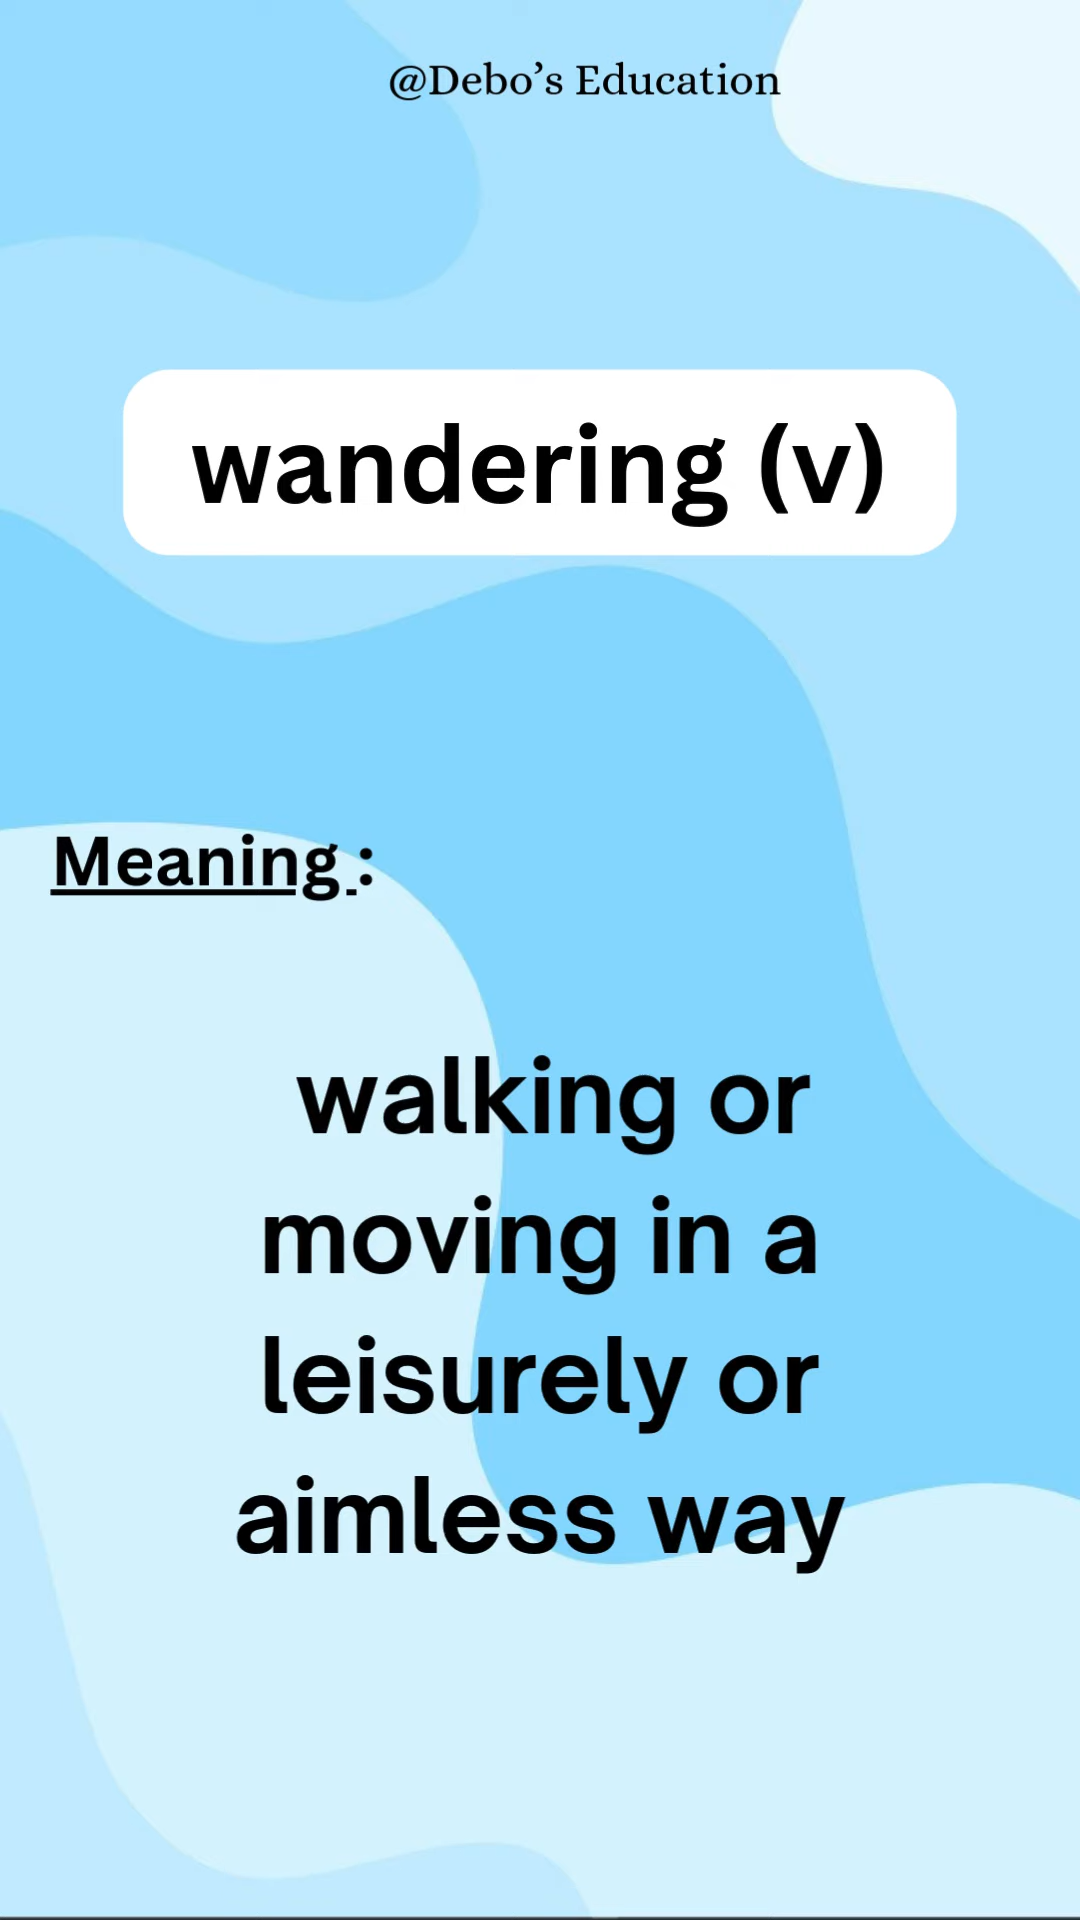 @Debo’s Education
wandering (v)
Meaning :
walking or
moving in a
leisurely or
aimless way